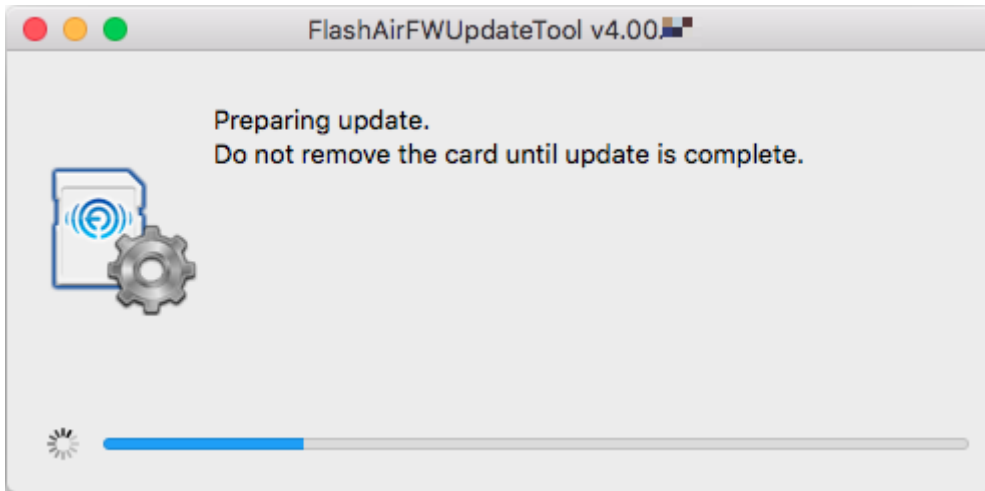 FlashAirFWUpdateTool v4.00.
Preparing update.
Do not remove the card until update is complete.